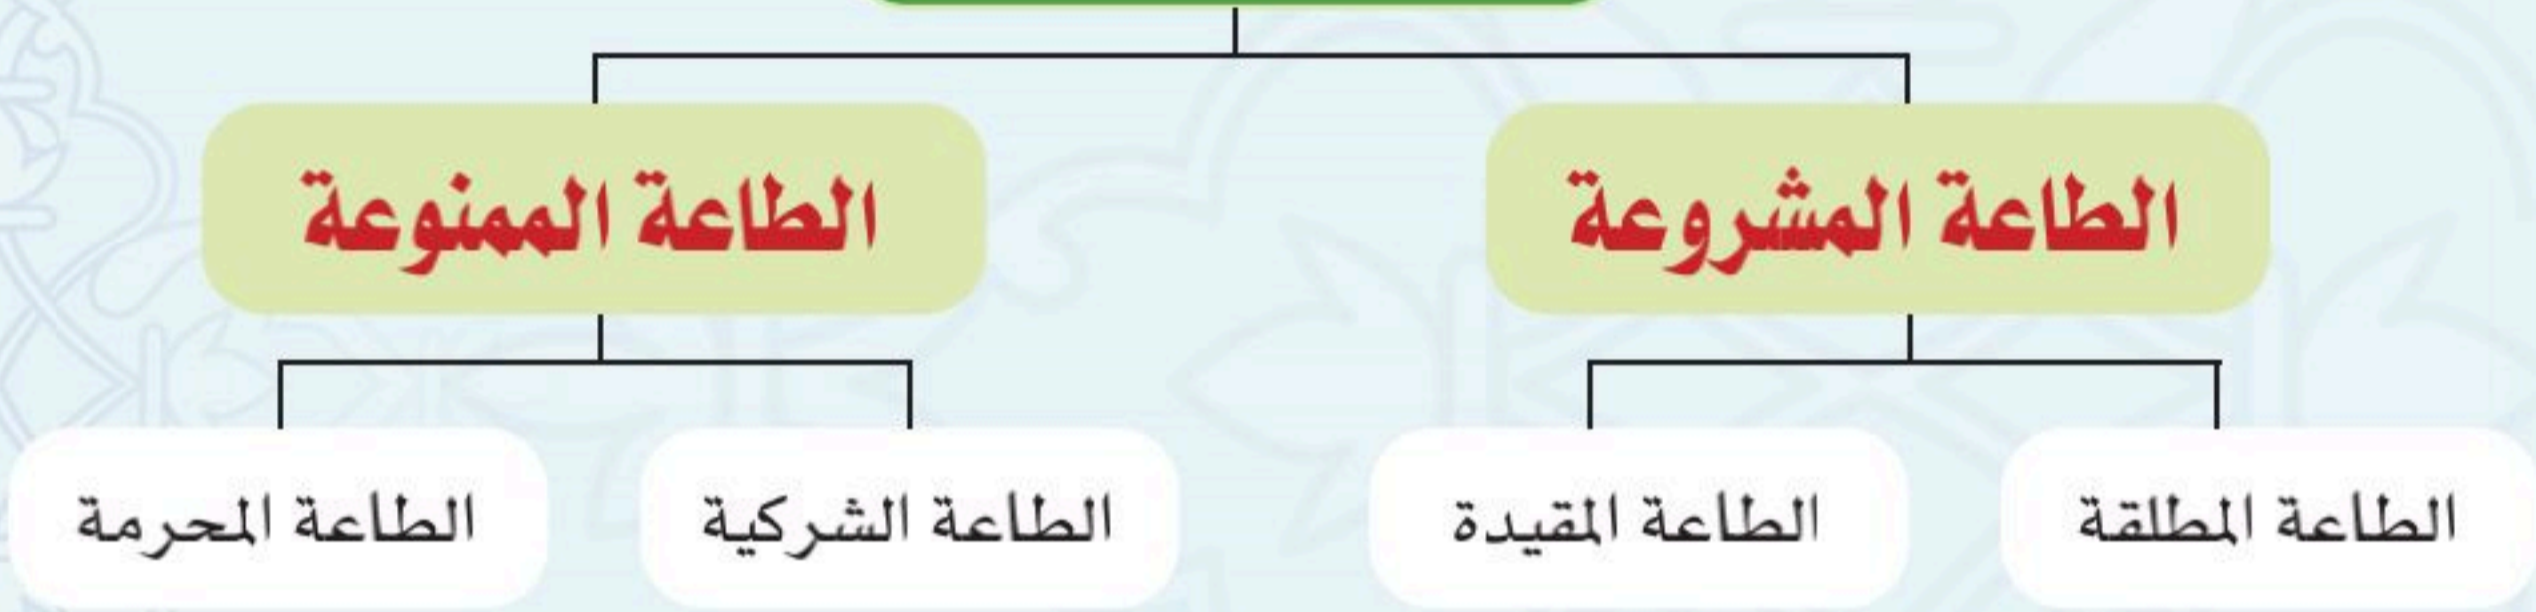 الطاعة المشروعة
الطاعة الممنوعة
الطاعة المطلقة
الطاعة المقيدة
الطاعة الشركية
الطاعة المحرمة